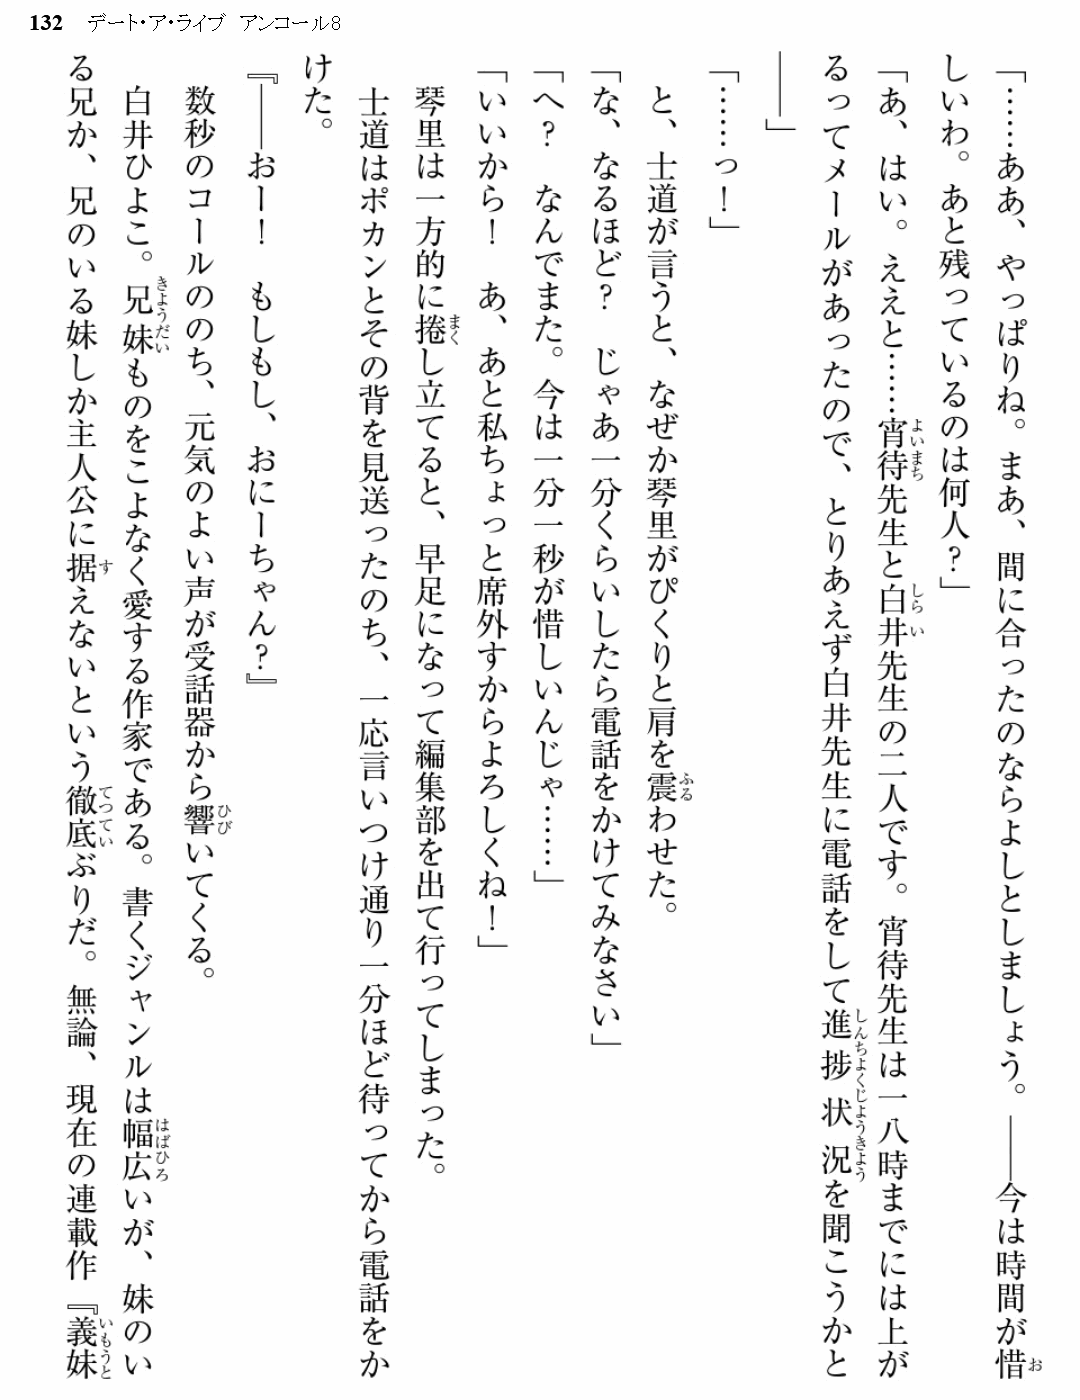 132 デート・ア・ライブ アンコール8
「……ああ、やっぱりね。まあ、間に合ったのならよしとしましょう。――今は時間が惜
しいわ。あと残っているのは何人？」
「あ、はい。ええと……宵待先生と白井先生の二人です。宵待先生は一八時までには上が
るってメールがあったので、とりあえず白井先生に電話をして進捗状況を聞こうかと
――」
「……っ！」
と、士道が言うと、なぜか琴里がぴくりと肩を震わせた。
「な、なるほど？　じゃあ一分くらいしたら電話をかけてみなさい」
「へ？　なんでまた。今は一分一秒が惜しいんじゃ……」
「いいから！　あ、あと私ちょっと席外すからよろしくね！」
琴里は一方的に捲し立てると、早足になって編集部を出て行ってしまった。
士道はポカンとその背を見送ったのち、一応言いつけ通り一分ほど待ってから電話をか
けた。
『――おー！　もしもし、おにーちゃん？』
数秒のコールののち、元気のよい声が受話器から響いてくる。
白井ひよこ。兄妹ものをこよなく愛する作家である。書くジャンルは幅広いが、妹のい
る兄か、兄のいる妹しか主人公に据えないという徹底ぶりだ。無論、現在の連載作『義妹